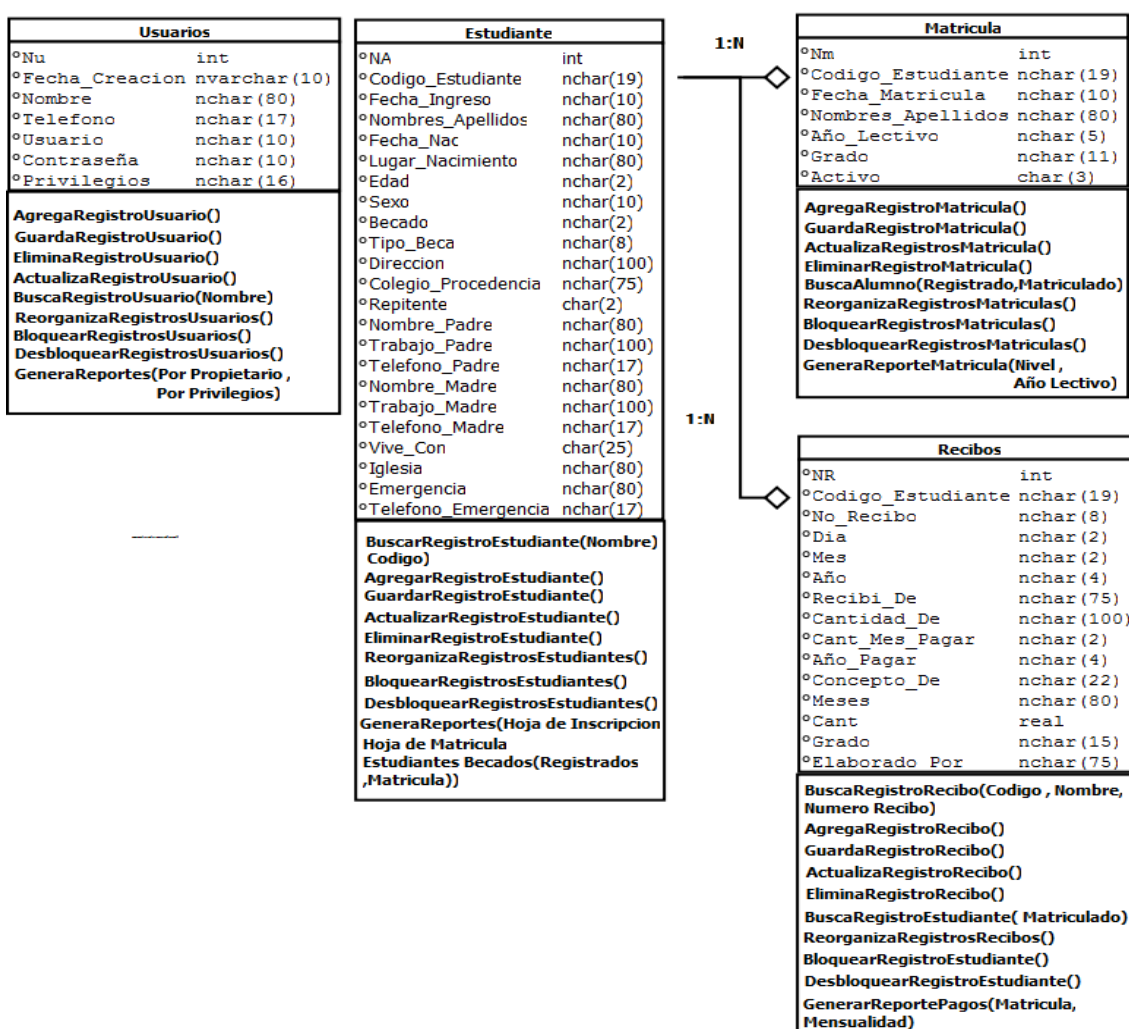 Usuarios
°Nu int
°Fecha_Creacion nvarchar(10)
°Nombre nchar(80)
°Telefono nchar(17)
°Usuario nchar(10)
°Contraseña nchar(10)
°Privilegios nchar(16)
AgregaRegistroUsuario()
GuardaRegistroUsuario()
EliminaRegistroUsuario()
ActualizaRegistroUsuario()
BuscaRegistroUsuario(Nombre)
ReorganizaRegistrosUsuarios()
BloquearRegistrosUsuarios()
DesbloquearRegistrosUsuarios()
GeneraReportes(Por Propietario ,
Por Privilegios)
Estudiante
°NA int
°Codigo_Estudiante nchar(19)
°Fecha_Ingreso nchar(10)
°Nombres_Apellidos nchar(80)
°Fecha_Nac nchar(10)
°Lugar_Nacimiento nchar(80)
°Edad nchar(2)
°Sexo nchar(10)
°Becado nchar(2)
°Tipo_Beca nchar(8)
°Direccion nchar(100)
°Colegio_Procedencia nchar(75)
°Repitente char(2)
°Nombre_Padre nchar(80)
°Trabajo_Padre nchar(100)
°Telefono_Padre nchar(17)
°Nombre_Madre nchar(80)
°Trabajo_Madre nchar(100)
°Telefono_Madre nchar(17)
°Vive_Con char(25)
°Iglesia nchar(80)
°Emergencia nchar(80)
°Telefono_Emergencia nchar(17)
BuscarRegistroEstudiante(Nombre)
Codigo)
AgregarRegistroEstudiante()
GuardarRegistroEstudiante()
ActualizarRegistroEstudiante()
EliminarRegistroEstudiante()
ReorganizaRegistrosEstudiantes()
BloquearRegistrosEstudiantes()
DesbloquearRegistrosEstudiantes()
GeneraReportes(Hoja de Inscripcion
Hoja de Matricula
Estudiantes Becados(Registrados
,Matricula))
1:N
1:N
Matricula
°Nm int
°Codigo_Estudiante nchar(19)
°Fecha_Matricula nchar(10)
°Nombres_Apellidos nchar(80)
°Año_Lectivo nchar(5)
°Grado nchar(11)
°Activo char(3)
AgregaRegistroMatricula()
GuardaRegistroMatricula()
ActualizaRegistrosMatricula()
EliminarRegistroMatricula()
BuscaAlumno(Registrado,Matriculado)
ReorganizaRegistrosMatriculas()
BloquearRegistrosMatriculas()
DesbloquearRegistrosMatriculas()
GeneraReporteMatricula(Nivel ,
Año Lectivo)
Recibos
°NR int
°Codigo_Estudiante nchar(19)
°No_Recibo nchar(8)
°Dia nchar(2)
°Mes nchar(2)
°Año nchar(4)
°Recibi_De nchar(75)
°Cantidad_De nchar(100)
°Cant_Mes_Pagar nchar(2)
°Año_Pagar nchar(4)
°Concepto_De nchar(22)
°Meses nchar(80)
°Cant real
°Grado nchar(15)
°Elaborado_Por nchar(75)
BuscaRegistroRecibo(Codigo , Nombre,
Numero Recibo)
AgregaRegistroRecibo()
GuardaRegistroRecibo()
ActualizaRegistroRecibo()
EliminaRegistroRecibo()
BuscaRegistroEstudiante( Matriculado)
ReorganizaRegistrosRecibos()
BloquearRegistroEstudiante()
DesbloquearRegistroEstudiante()
GenerarReportePagos(Matricula,
Mensualidad)